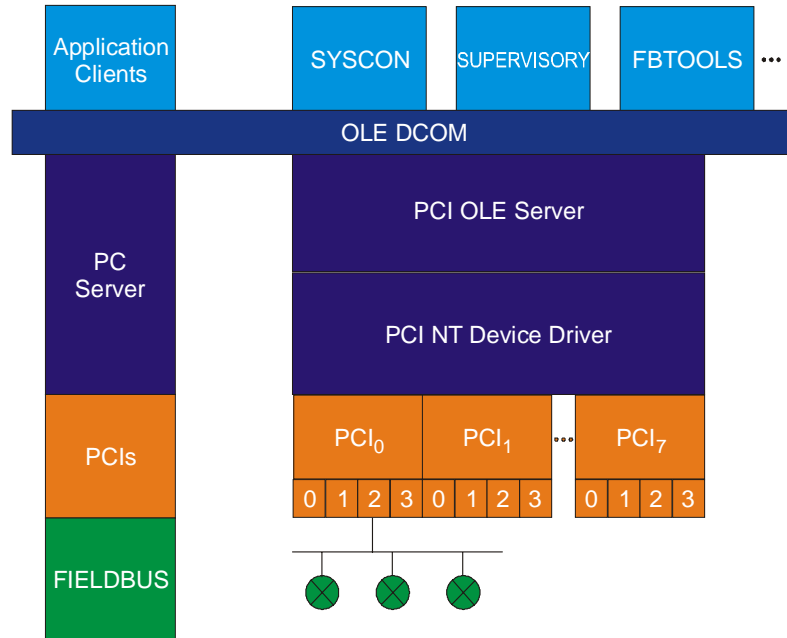 Application
Clients
SYSCON
SUPERVISORY
FBTOOLS
...
OLE DCOM
PC
Server
PCI OLE Server
PCI NT Device Driver
PCIs
PCI0
PCI1
...
PCI7
0 1 2 3 0 1 2 3 0 1 2 3
FIELDBUS